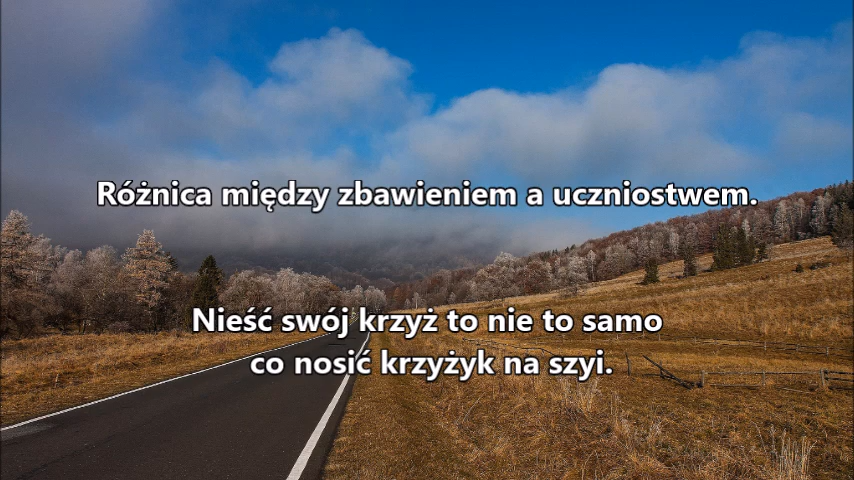 Różnica między zbawieniem a uczniostwem.
Nieść swój krzyż to nie to samo
co nosić krzyżyk na szyi.